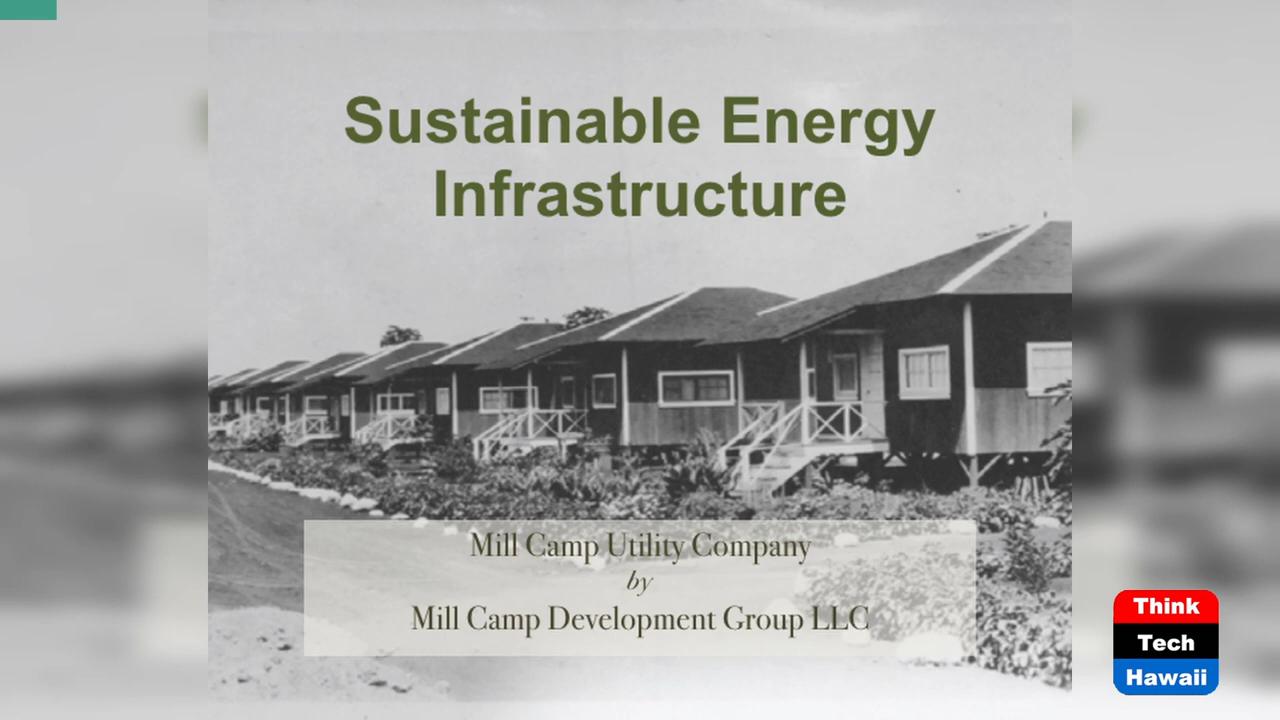 Sustainable Energy
Infrastructure
Mill Camp Utility Company
by
Mill Camp Development Group LLC
Think
Tech
Hawaii